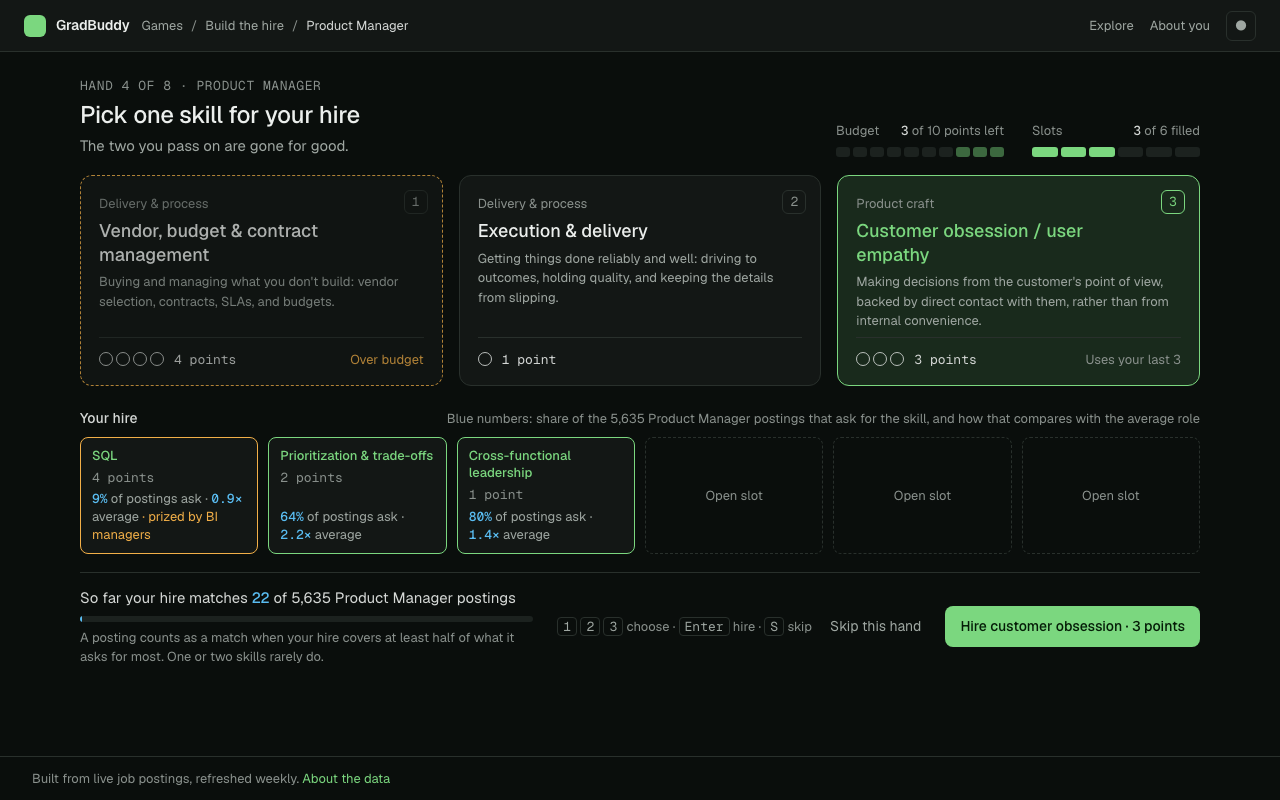 GradBuddy Games / Build the hire / Product Manager
Explore About you
HAND 4 OF 8 · PRODUCT MANAGER
Pick one skill for your hire
The two you pass on are gone for good.
Budget 3 of 10 points left
Slots 3 of 6 filled
Delivery & process 1
Vendor, budget & contract
management
Buying and managing what you don't build: vendor
selection, contracts, SLAs, and budgets.
4 points Over budget
Delivery & process 2
Execution & delivery
Getting things done reliably and well: driving to
outcomes, holding quality, and keeping the details
from slipping.
1 point
Product craft 3
Customer obsession / user
empathy
Making decisions from the customer's point of view,
backed by direct contact with them, rather than from
internal convenience.
3 points Uses your last 3
Your hire
Blue numbers: share of the 5,635 Product Manager postings that ask for the skill, and how that compares with the average role
SQL
4 points
9% of postings ask · 0.9×
average · prized by BI
managers
Prioritization & trade-offs
2 points
64% of postings ask ·
2.2× average
Cross-functional
leadership
1 point
80% of postings ask ·
1.4× average
Open slot
Open slot
Open slot
So far your hire matches 22 of 5,635 Product Manager postings
A posting counts as a match when your hire covers at least half of what it
asks for most. One or two skills rarely do.
1 2 3 choose · Enter hire · S skip
Skip this hand
Hire customer obsession · 3 points
Built from live job postings, refreshed weekly. About the data